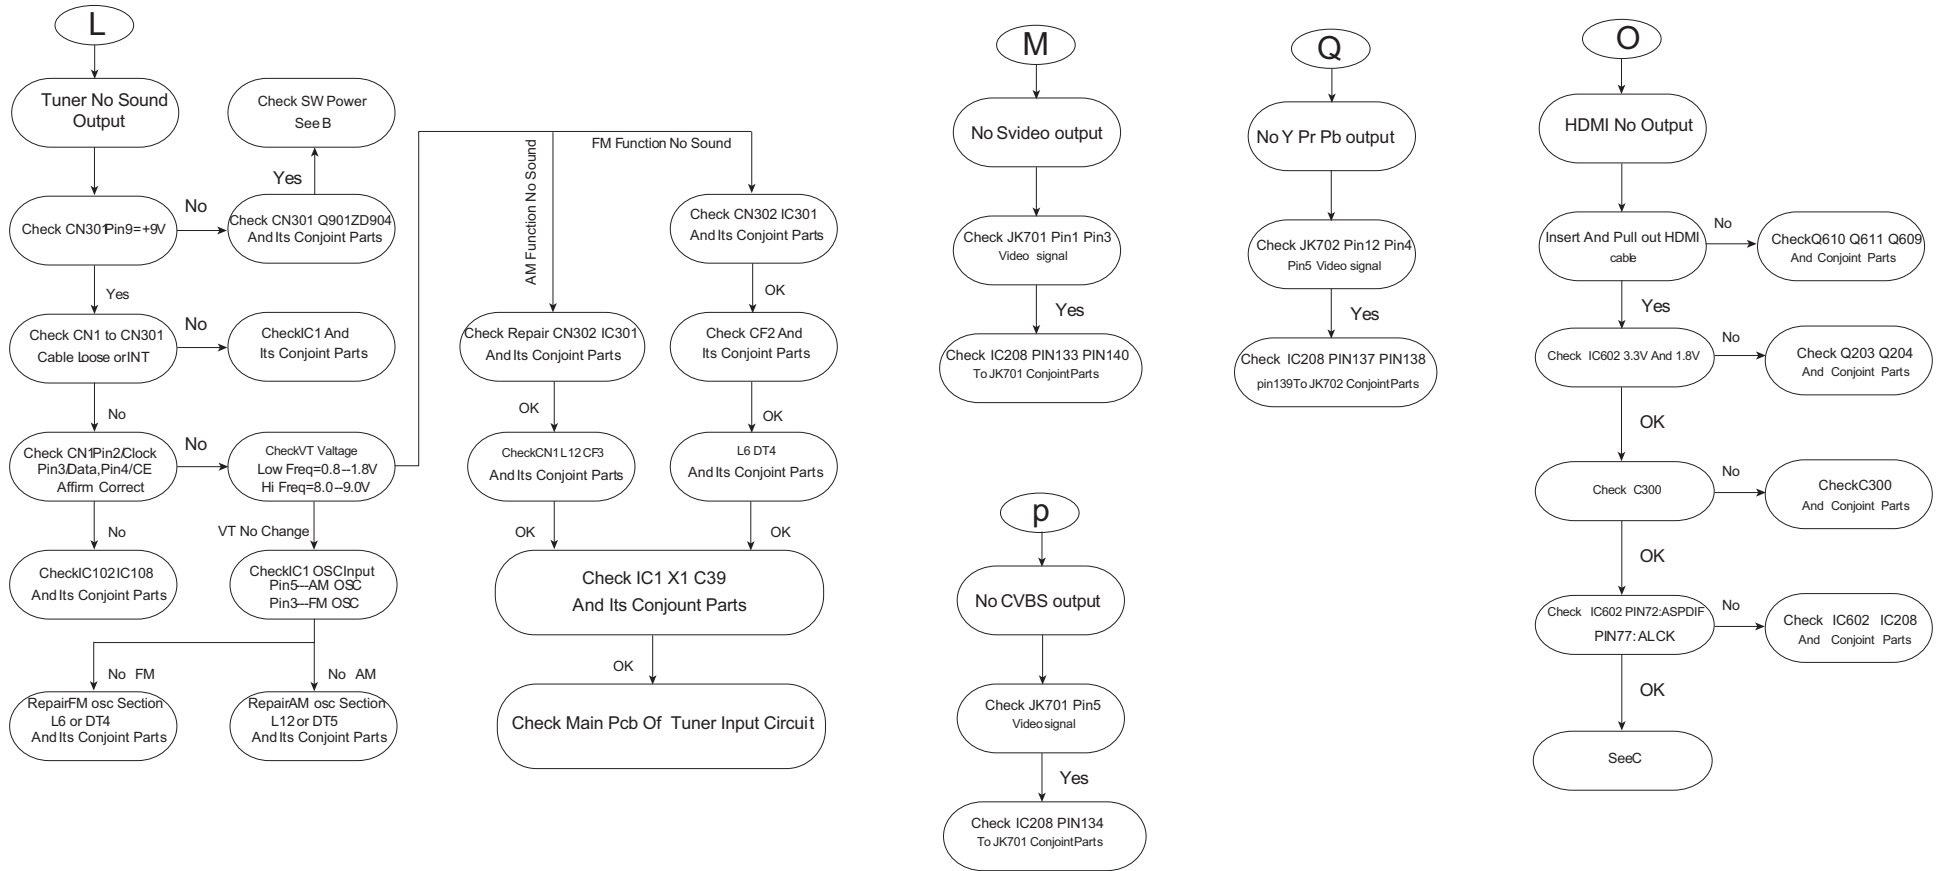 L
Tuner No Sound
Output
Check SW Power
See B
Yes
Check CN301Pin9=+9V
No
Check CN301 Q901ZD904
And Its Conjoint Parts
Yes
Check CN1 to CN301
Cable Loose orINT
No
CheckIC1 And
Its Conjoint Parts
No
Check CN1Pin2/Clock
Pin3/Data,Pin4/CE
Affirm Correct
No
CheckVT Valtage
Low Freq=0.8--1.8V
Hi Freq=8.0--9.0V
No
VT No Change
CheckIC102IC108
And Its Conjoint Parts
CheckIC1 OSCInput
Pin5---AM OSC
Pin3---FM OSC
No FM
No AM
RepairFM osc Section
L6 or DT4
And Its Conjoint Parts
RepairAM osc Section
L12 or DT5
And Its Conjoint Parts
AM Function No Sound
FM Function No Sound
Check CN302 IC301
And Its Conjoint Parts
OK
Check Repair CN302 IC301
And Its Conjoint Parts
Check CF2 And
Its Conjoint Parts
OK
OK
CheckCN1 L12 CF3
And Its Conjoint Parts
L6 DT4
And Its Conjoint Parts
OK
OK
Check IC1 X1 C39
And Its Conjount Parts
OK
Check Main Pcb Of Tuner Input Circuit
M
No Svideo output
Check JK701 Pin1 Pin3
Video signal
Yes
Check IC208 PIN133 PIN140
To JK701 ConjointParts
p
No CVBS output
Check JK701 Pin5
Videosignal
Yes
Check IC208 PIN134
To JK701 ConjointParts
Q
No Y Pr Pb output
Check JK702 Pin12 Pin4
Pin5 Video signal
Yes
Check IC208 PIN137 PIN138
pin139To JK702 ConjointParts
O
HDMI No Output
Insert And Pull out HDMI
cable
No
CheckQ610 Q611 Q609
And Conjoint Parts
Yes
Check IC602 3.3V And 1.8V
No
Check Q203 Q204
And Conjoint Parts
OK
Check C300
No
CheckC300
And Conjoint Parts
OK
Check IC602 PIN72:ASPDIF
PIN77: ALCK
No
Check IC602 IC208
And Conjoint Parts
OK
SeeC